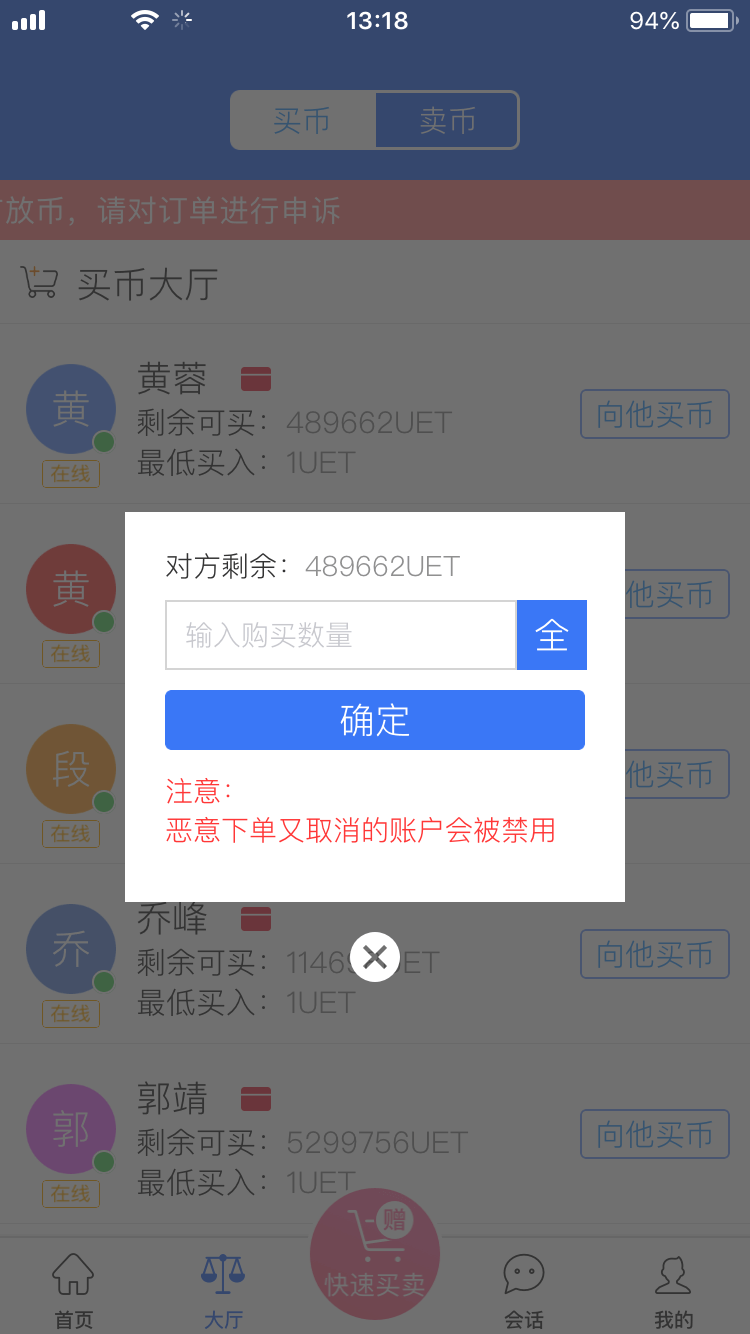 13:18
94%
买币
卖币
放币，请对订单进行申诉
买币大厅
黄
黄蓉
剩余可买：489662UET
最低买入：1UET
在线
向他买币
对方剩余：489662UET
输入购买数量
全
确定
注意：
恶意下单又取消的账户会被禁用
黄
在线
他买币
段
在线
他买币
乔
乔峰
剩余可买：
UET
最低买入：1UET
在线
向他买币
郭
郭靖
剩余可买：5299756UET
最低买入：1UET
在线
向他买币
赠
快速买卖
首页
大厅
会话
我的